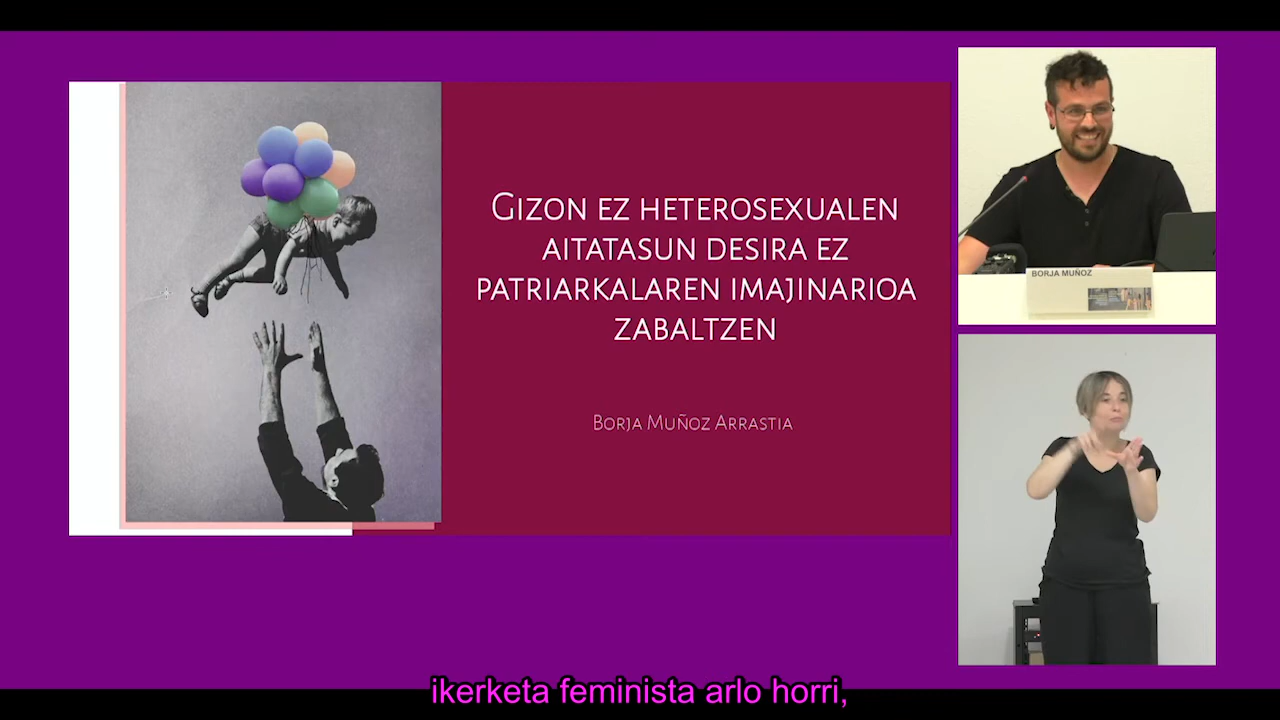 GIZON EZ HETEROSEXUALEN
AITATASUN DESIRA EZ
PATRIARKALAREN IMAJINARIOA
ZABALTZEN
BORJA MUÑOZ ARRASTIA
BORJA MUÑOZ
ikerketa feminista arlo horri,